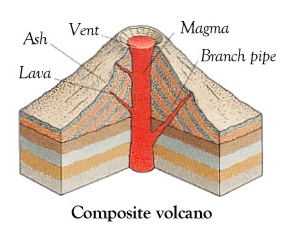 Vent
Magma
Ash
Branch pipe
Lava
Composite volcano